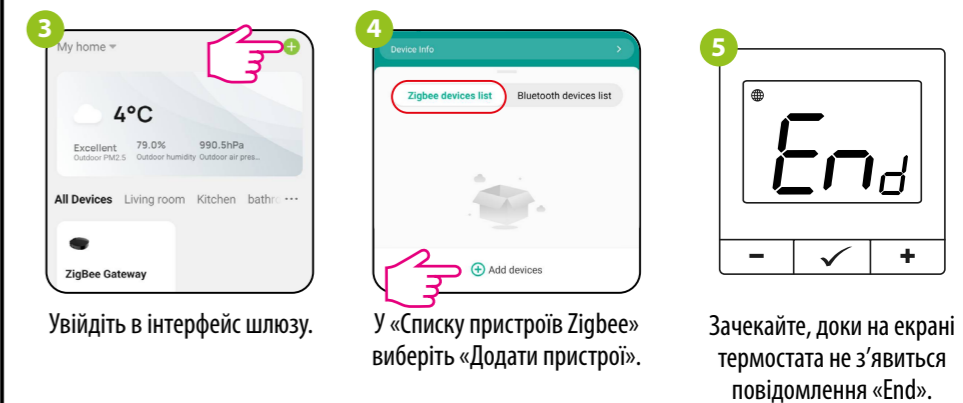 3
My home
4°C
Excellent 79.0% 990.5hPa
Outdoor PM2.5 Outdoor humidity Outdoor air pres...
All Devices Living room Kitchen bathro ...
ZigBee Gateway
Увійдіть в інтерфейс шлюзу.
4
Device Info
Zigbee devices list Bluetooth devices list
Add devices
У «Списку пристроїв Zigbee»
виберіть «Додати пристрої».
5
End
Зачекайте, доки на екрані
термостата не з’явиться
повідомлення «End».